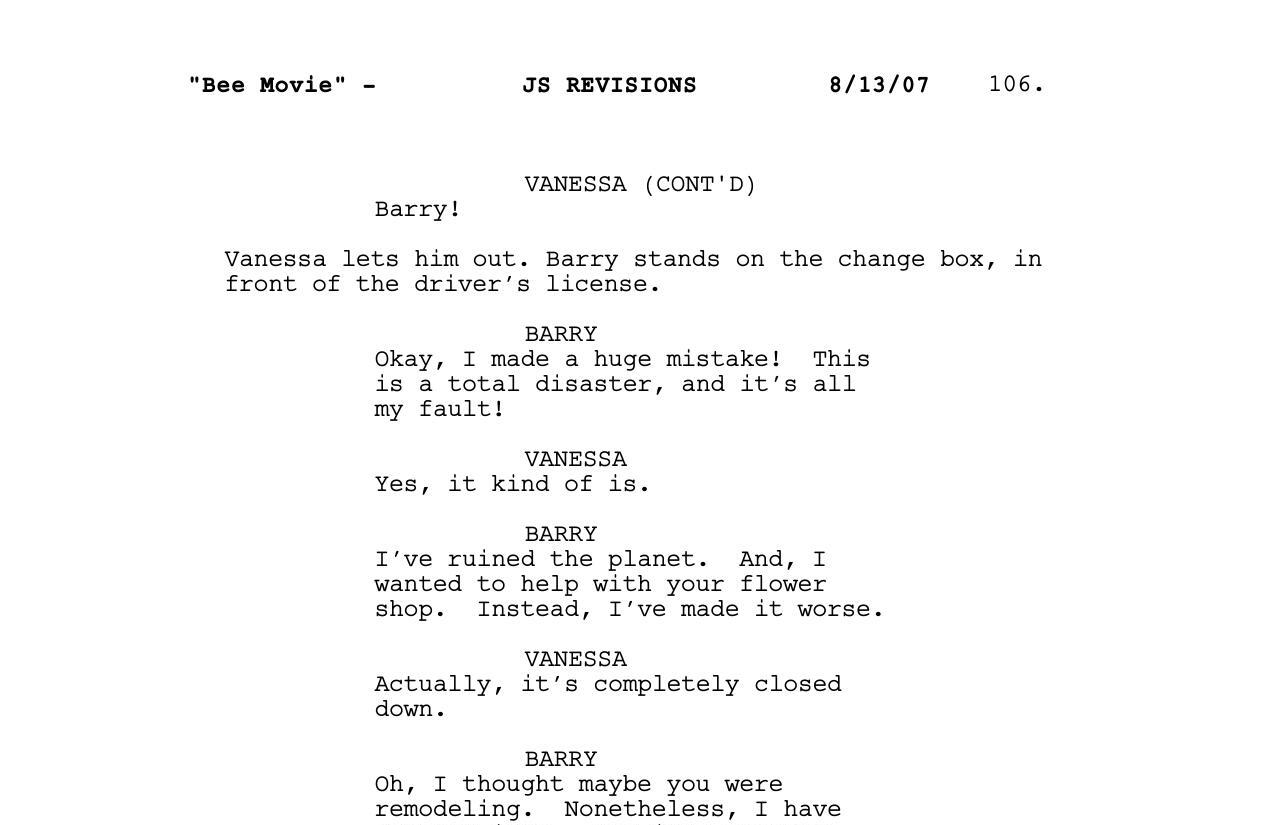 "Bee Movie" - JS REVISIONS 8/13/07 106.
VANESSA (CONT'D)
Barry!
Vanessa lets him out. Barry stands on the change box, in
front of the driver’s license.
BARRY
Okay, I made a huge mistake! This
is a total disaster, and it’s all
my fault!
VANESSA
Yes, it kind of is.
BARRY
I’ve ruined the planet. And, I
wanted to help with your flower
shop. Instead, I’ve made it worse.
VANESSA
Actually, it’s completely closed
down.
BARRY
Oh, I thought maybe you were
remodeling. Nonetheless, I have